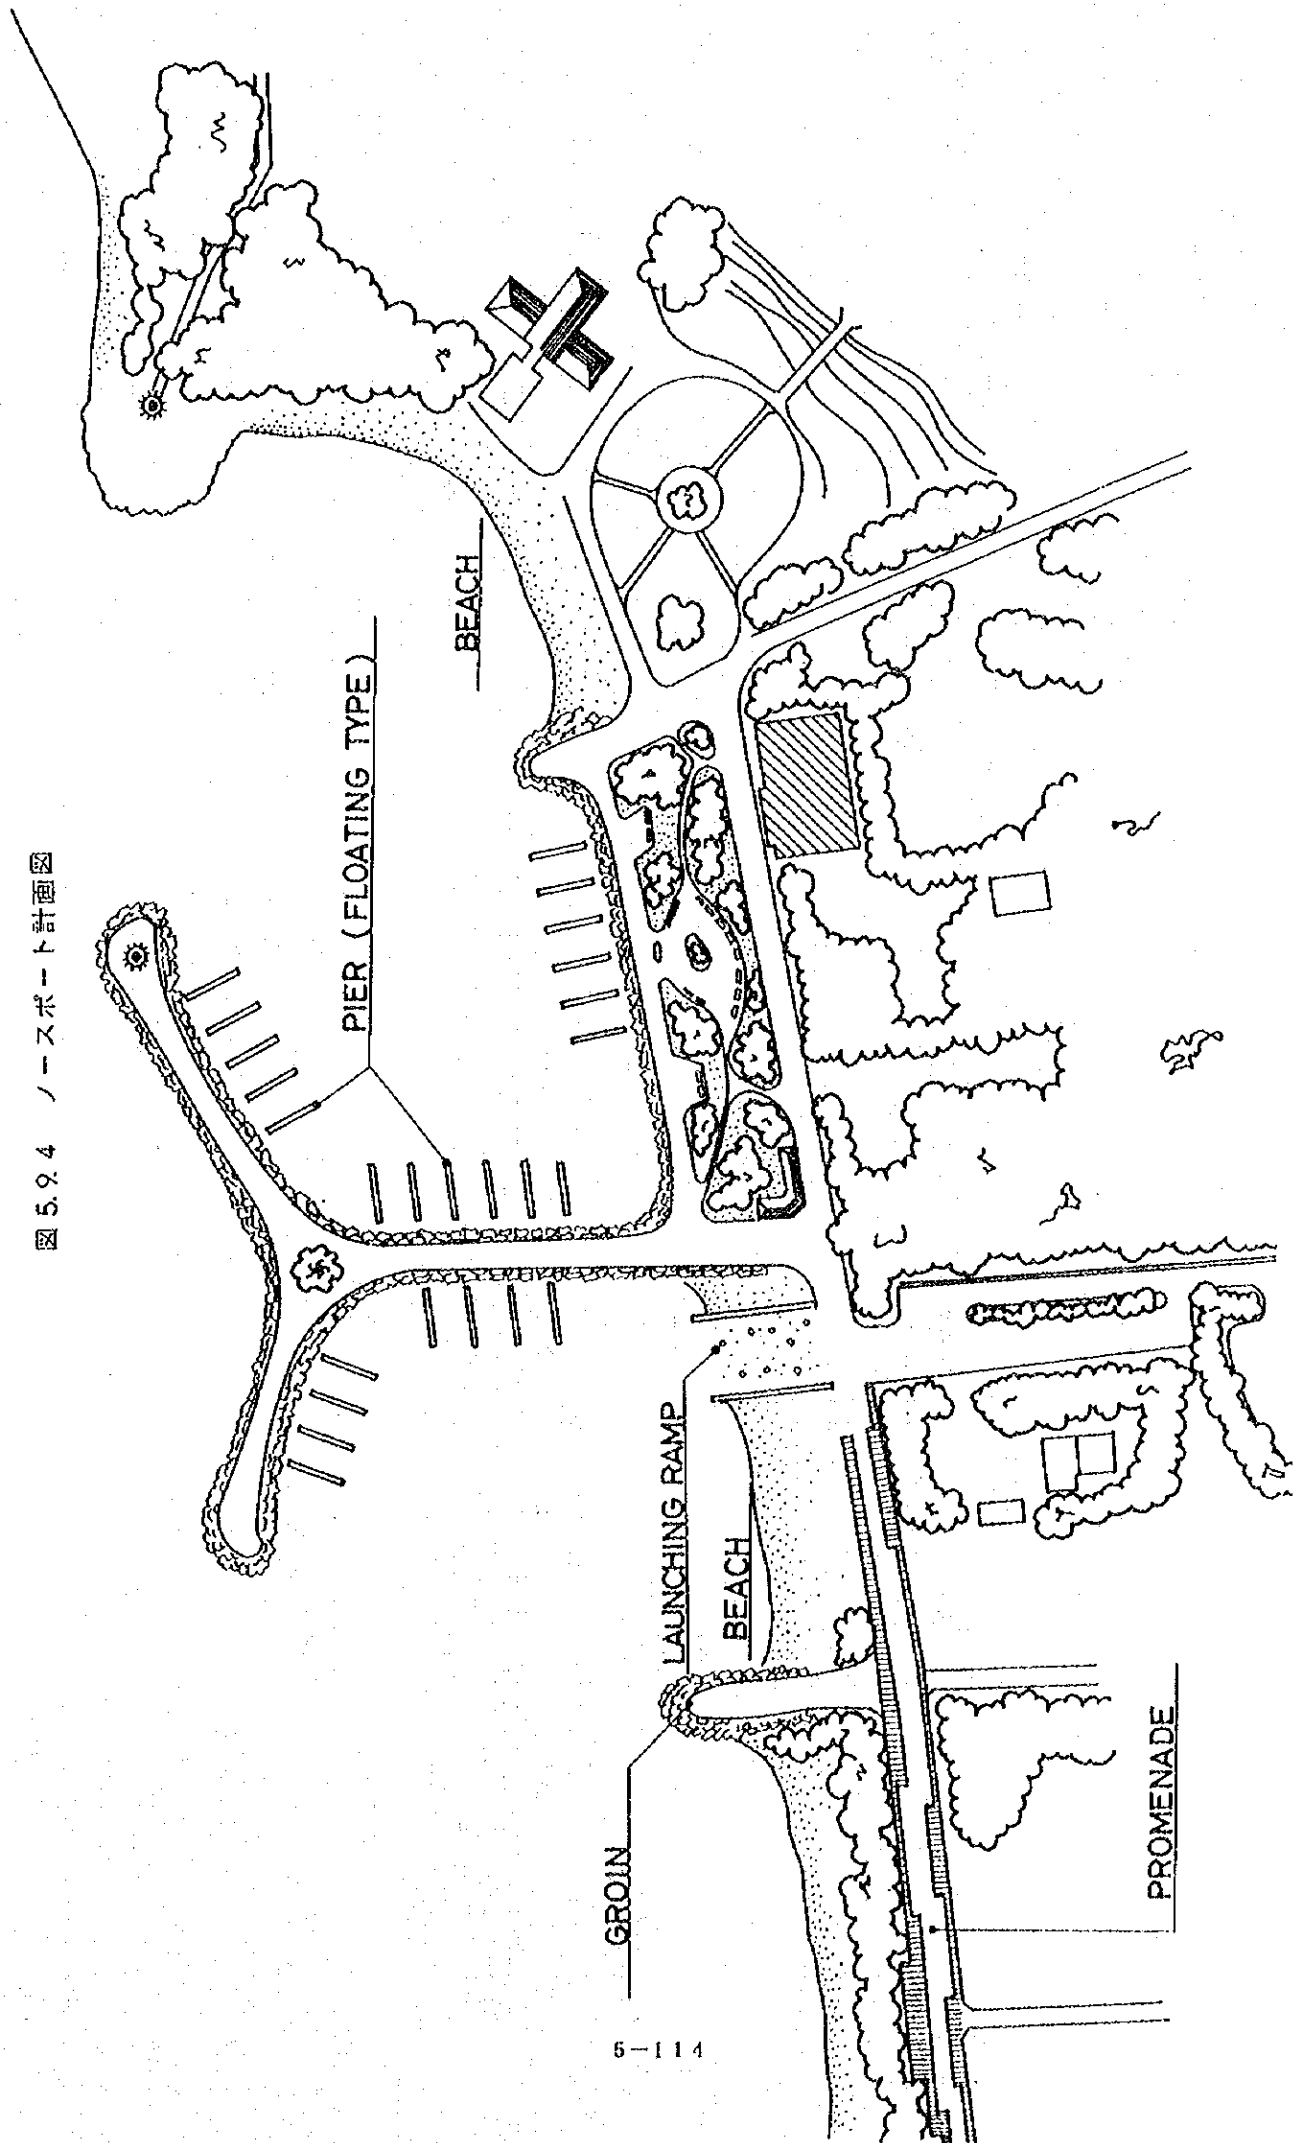 図5.9.4 ノースポート計画図
PIER (FLOATING TYPE)
BEACH
LAUNCHING RAMP
BEACH
GROIN
PROMENADE
5-114